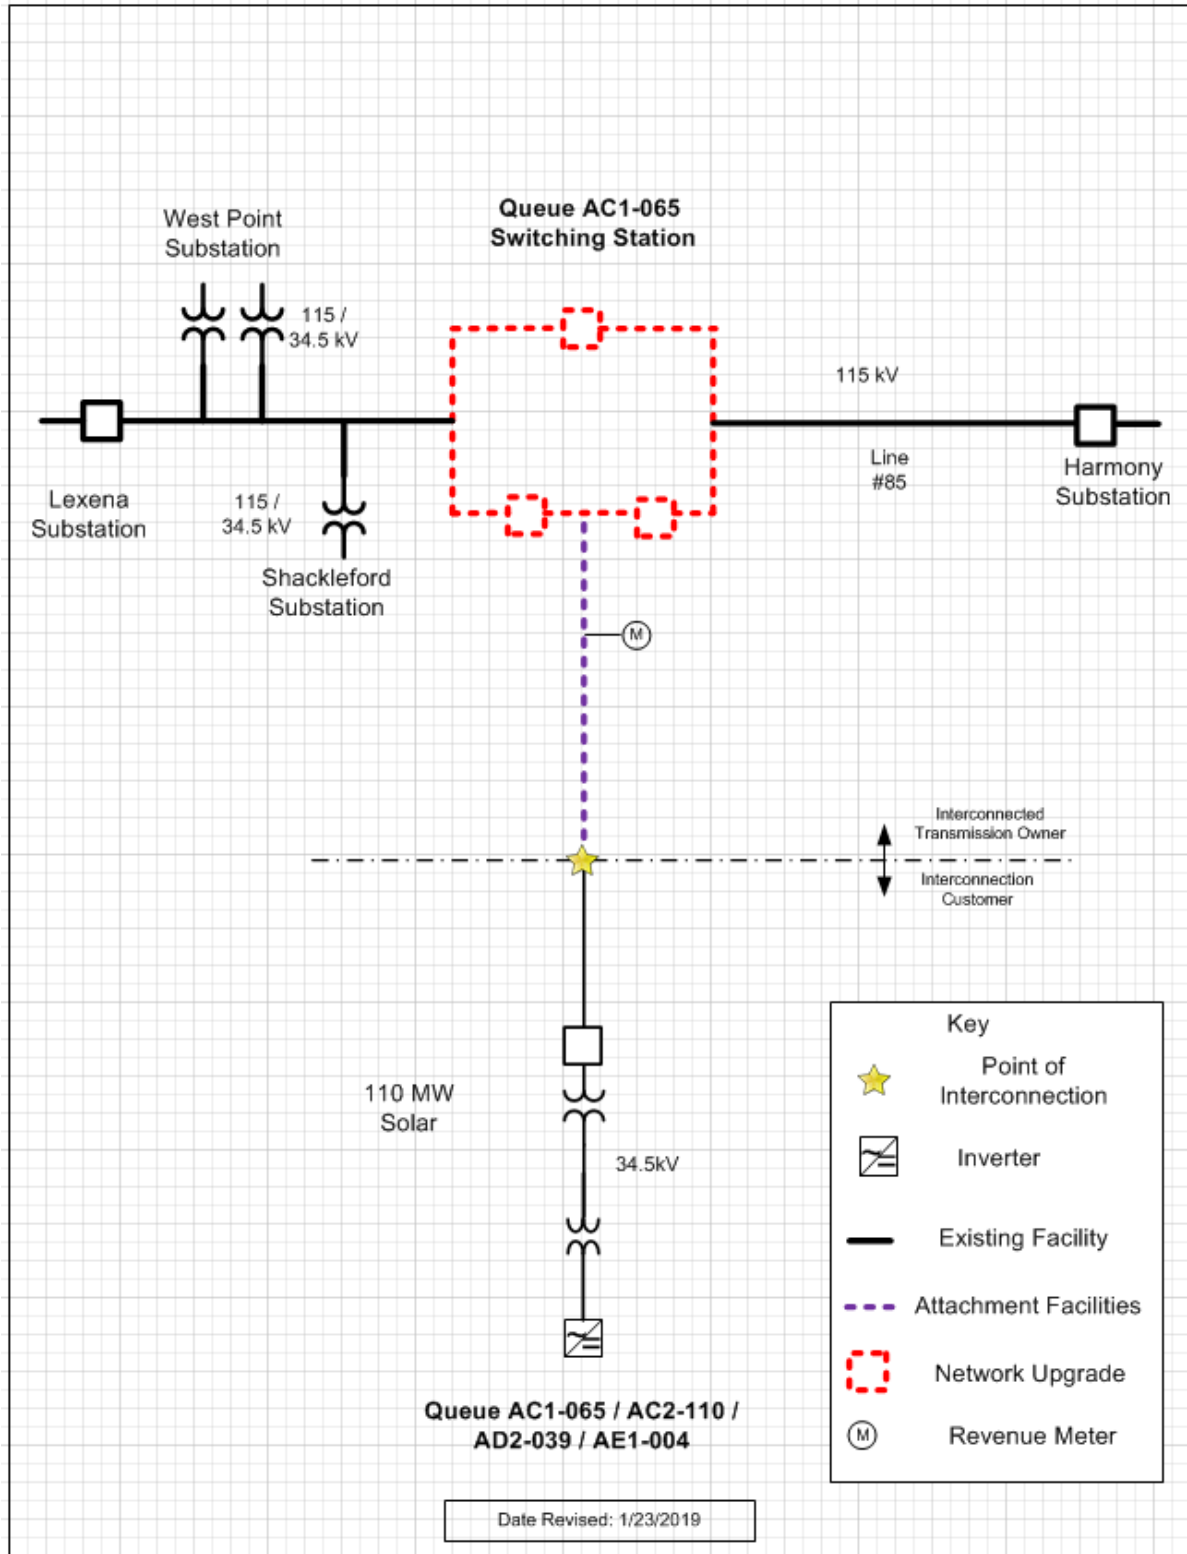 Queue AC1-065
Switching Station
West Point
Substation
115 /
34.5 kV
115 kV
Line
#85
Harmony
Substation
Lexena
Substation
115 /
34.5 kV
Shackleford
Substation
M
Interconnected
Transmission Owner
Interconnection
Customer
110 MW
Solar
34.5kV
Queue AC1-065 / AC2-110 /
AD2-039 / AE1-004
Key
Point of
Interconnection
Inverter
Existing Facility
Attachment Facilities
Network Upgrade
M
Revenue Meter
Date Revised: 1/23/2019